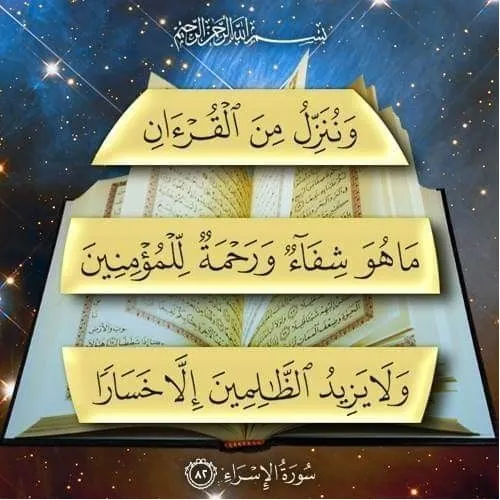 بِسْمِ اللَّهِ الرَّحْمَٰنِ الرَّحِيمِ
وَنُنَزِّلُ مِنَ ٱلْقُرْءَانِ
مَا هُوَ شِفَآءٌ وَرَحْمَةٌ لِّلْمُؤْمِنِينَ
وَلَا يَزِيدُ ٱلظَّٰلِمِينَ إِلَّا خَسَارًا
سُورَةُ الإِسْرَاءِ ٨٢